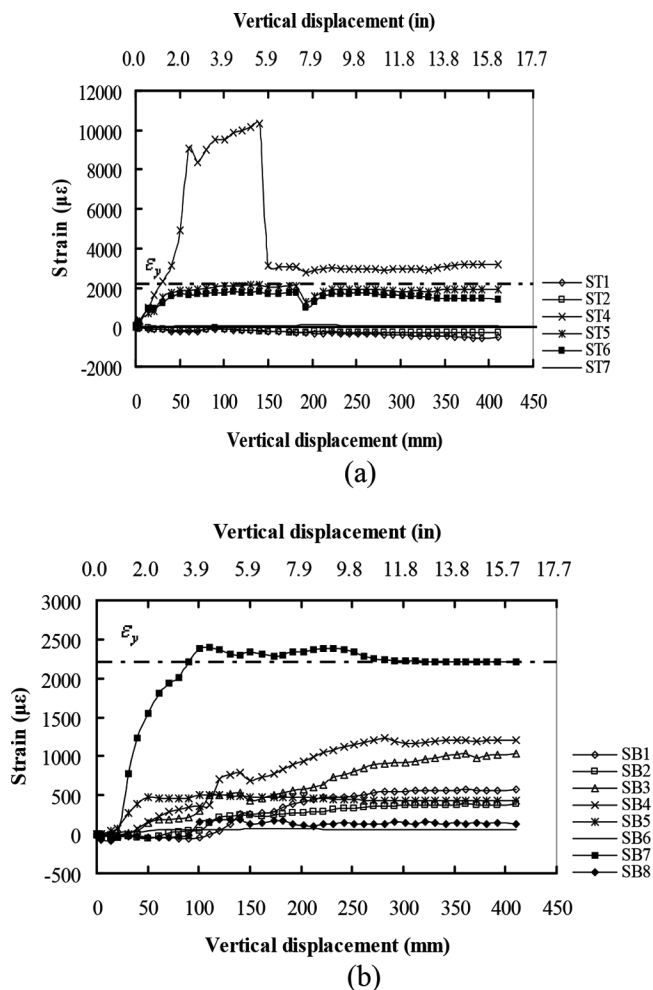 Vertical displacement (in)
0.0 2.0 3.9 5.9 7.9 9.8 11.8 13.8 15.8 17.7
12000
10000
8000
6000
4000
2000
0
-2000
Strain (με)
εy
ST1
ST2
ST4
ST5
ST6
ST7
0 50 100 150 200 250 300 350 400 450
Vertical displacement (mm)
(a)
Vertical displacement (in)
0.0 2.0 3.9 5.9 7.9 9.8 11.8 13.8 15.7 17.7
3000
2500
2000
1500
1000
500
0
-500
Strain (με)
εy
SB1
SB2
SB3
SB4
SB5
SB6
SB7
SB8
0 50 100 150 200 250 300 350 400 450
Vertical displacement (mm)
(b)